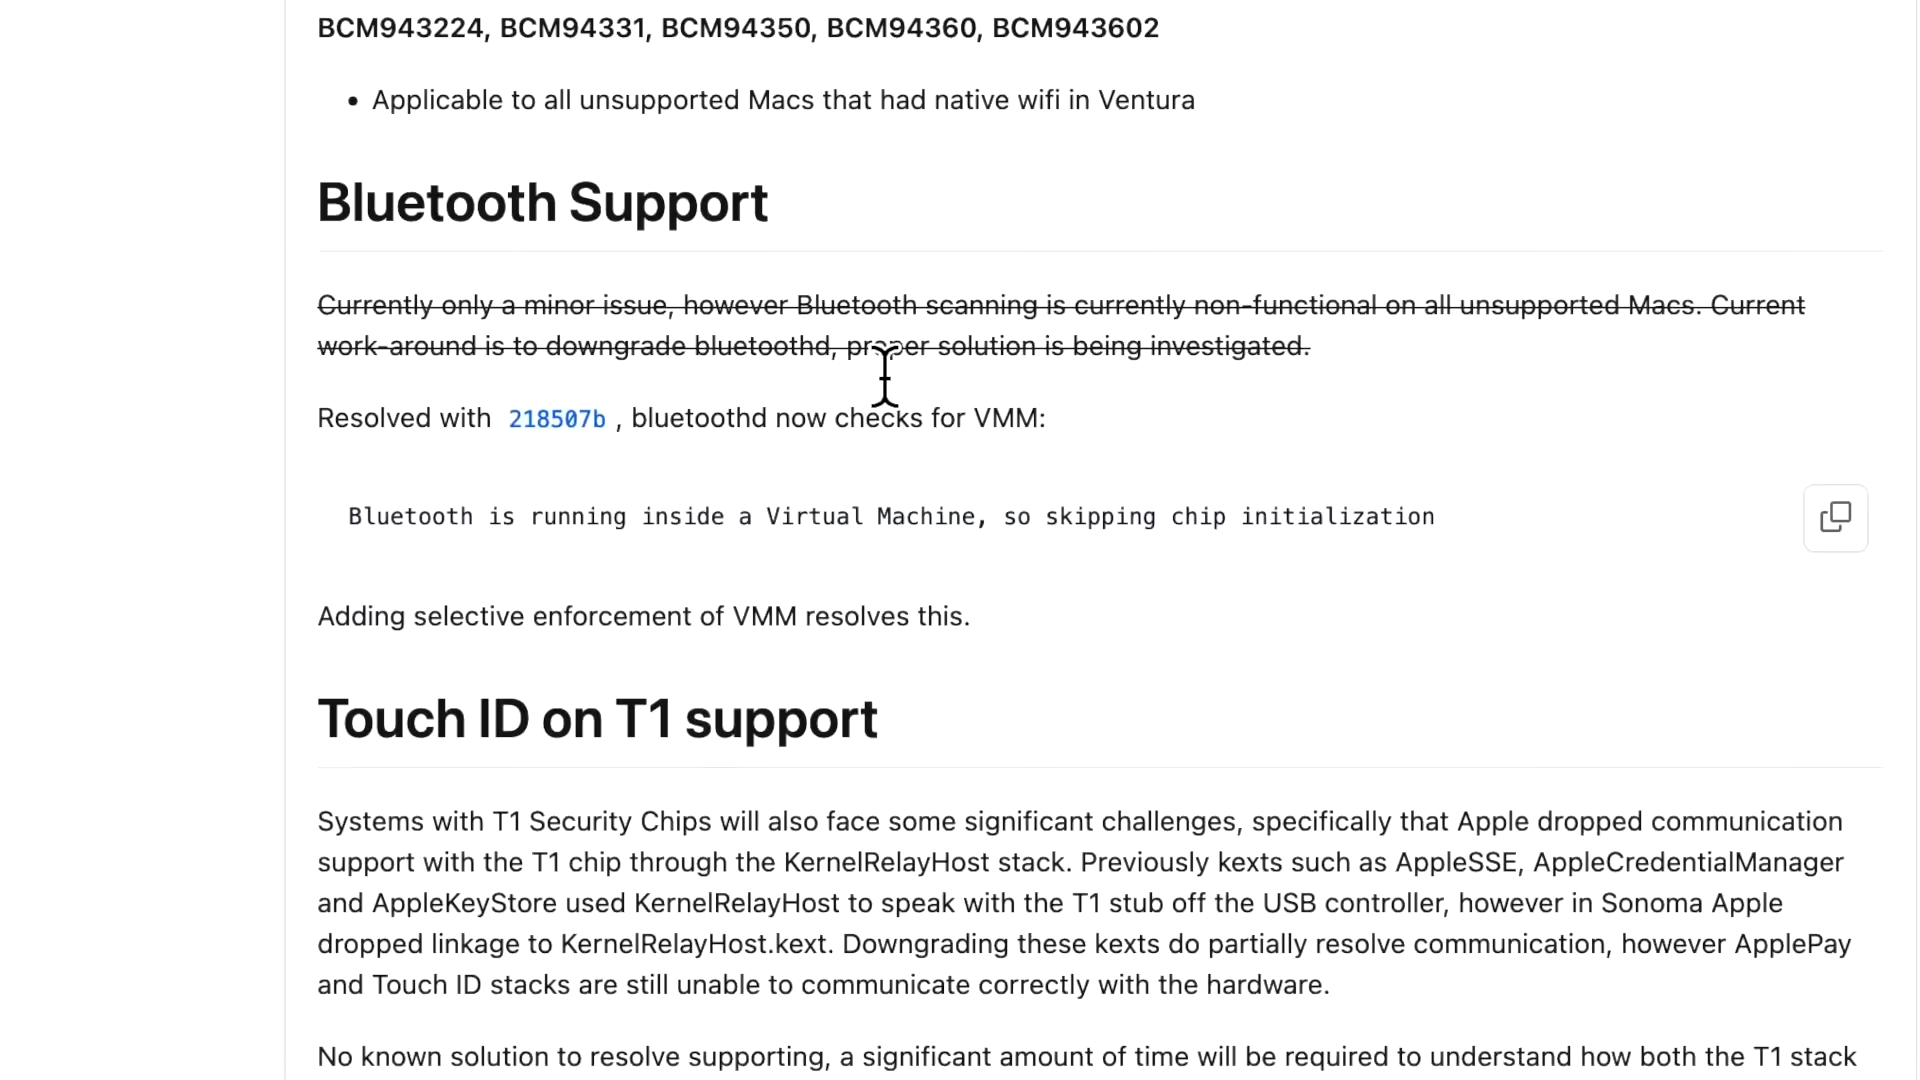 BCM943224, BCM94331, BCM94350, BCM94360, BCM943602
• Applicable to all unsupported Macs that had native wifi in Ventura
Bluetooth Support
Currently only a minor issue, however Bluetooth scanning is currently non-functional on all unsupported Macs. Current
work-around is to downgrade bluetoothd, proper solution is being investigated.
Resolved with 218507b , bluetoothd now checks for VMM:
Bluetooth is running inside a Virtual Machine, so skipping chip initialization
Adding selective enforcement of VMM resolves this.
Touch ID on T1 support
Systems with T1 Security Chips will also face some significant challenges, specifically that Apple dropped communication
support with the T1 chip through the KernelRelayHost stack. Previously kexts such as AppleSSE, AppleCredentialManager
and AppleKeyStore used KernelRelayHost to speak with the T1 stub off the USB controller, however in Sonoma Apple
dropped linkage to KernelRelayHost.kext. Downgrading these kexts do partially resolve communication, however ApplePay
and Touch ID stacks are still unable to communicate correctly with the hardware.
No known solution to resolve supporting, a significant amount of time will be required to understand how both the T1 stack